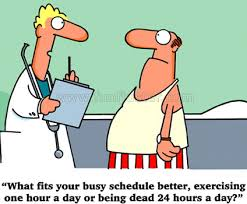 “What fits your busy schedule better, exercising
one hour a day or being dead 24 hours a day?”